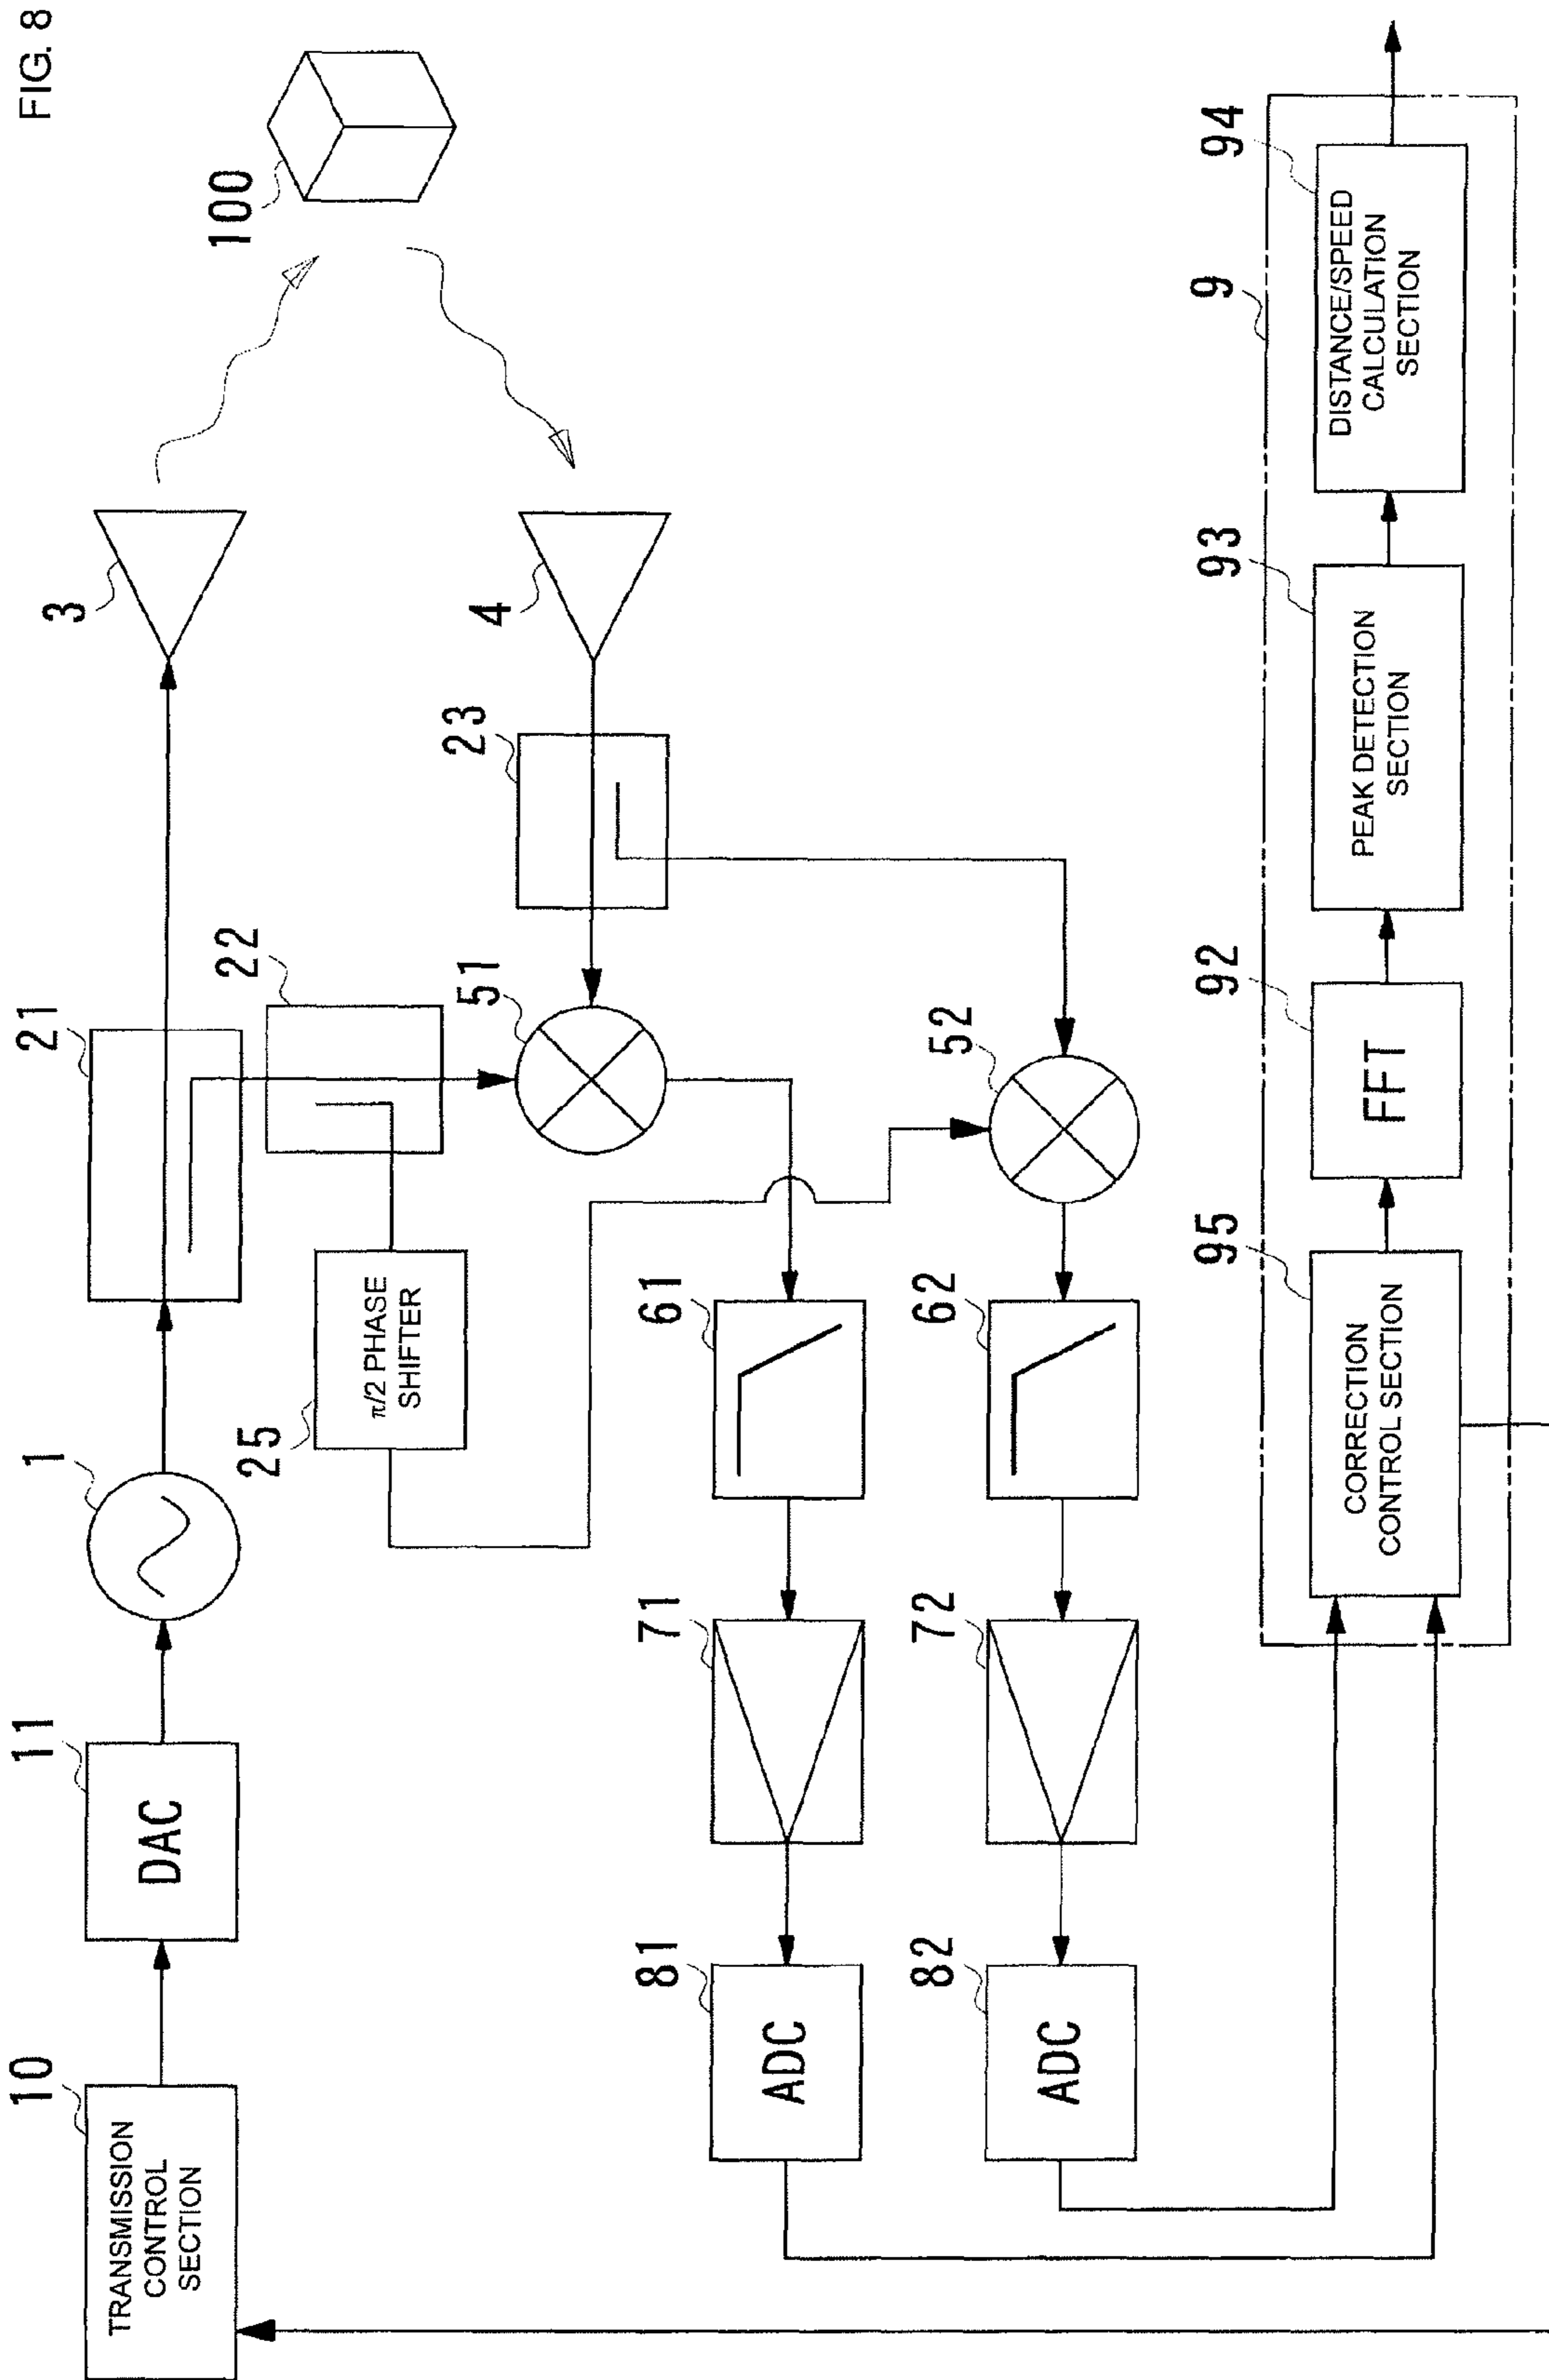 FIG. 8
10
TRANSMISSION
CONTROL
SECTION
11
DAC
1
21
3
100
25
π/2 PHASE
SHIFTER
22
51
23
4
81
ADC
71
61
52
82
ADC
72
62
9
95
CORRECTION
CONTROL SECTION
92
FFT
93
PEAK DETECTION
SECTION
94
DISTANCE/SPEED
CALCULATION
SECTION